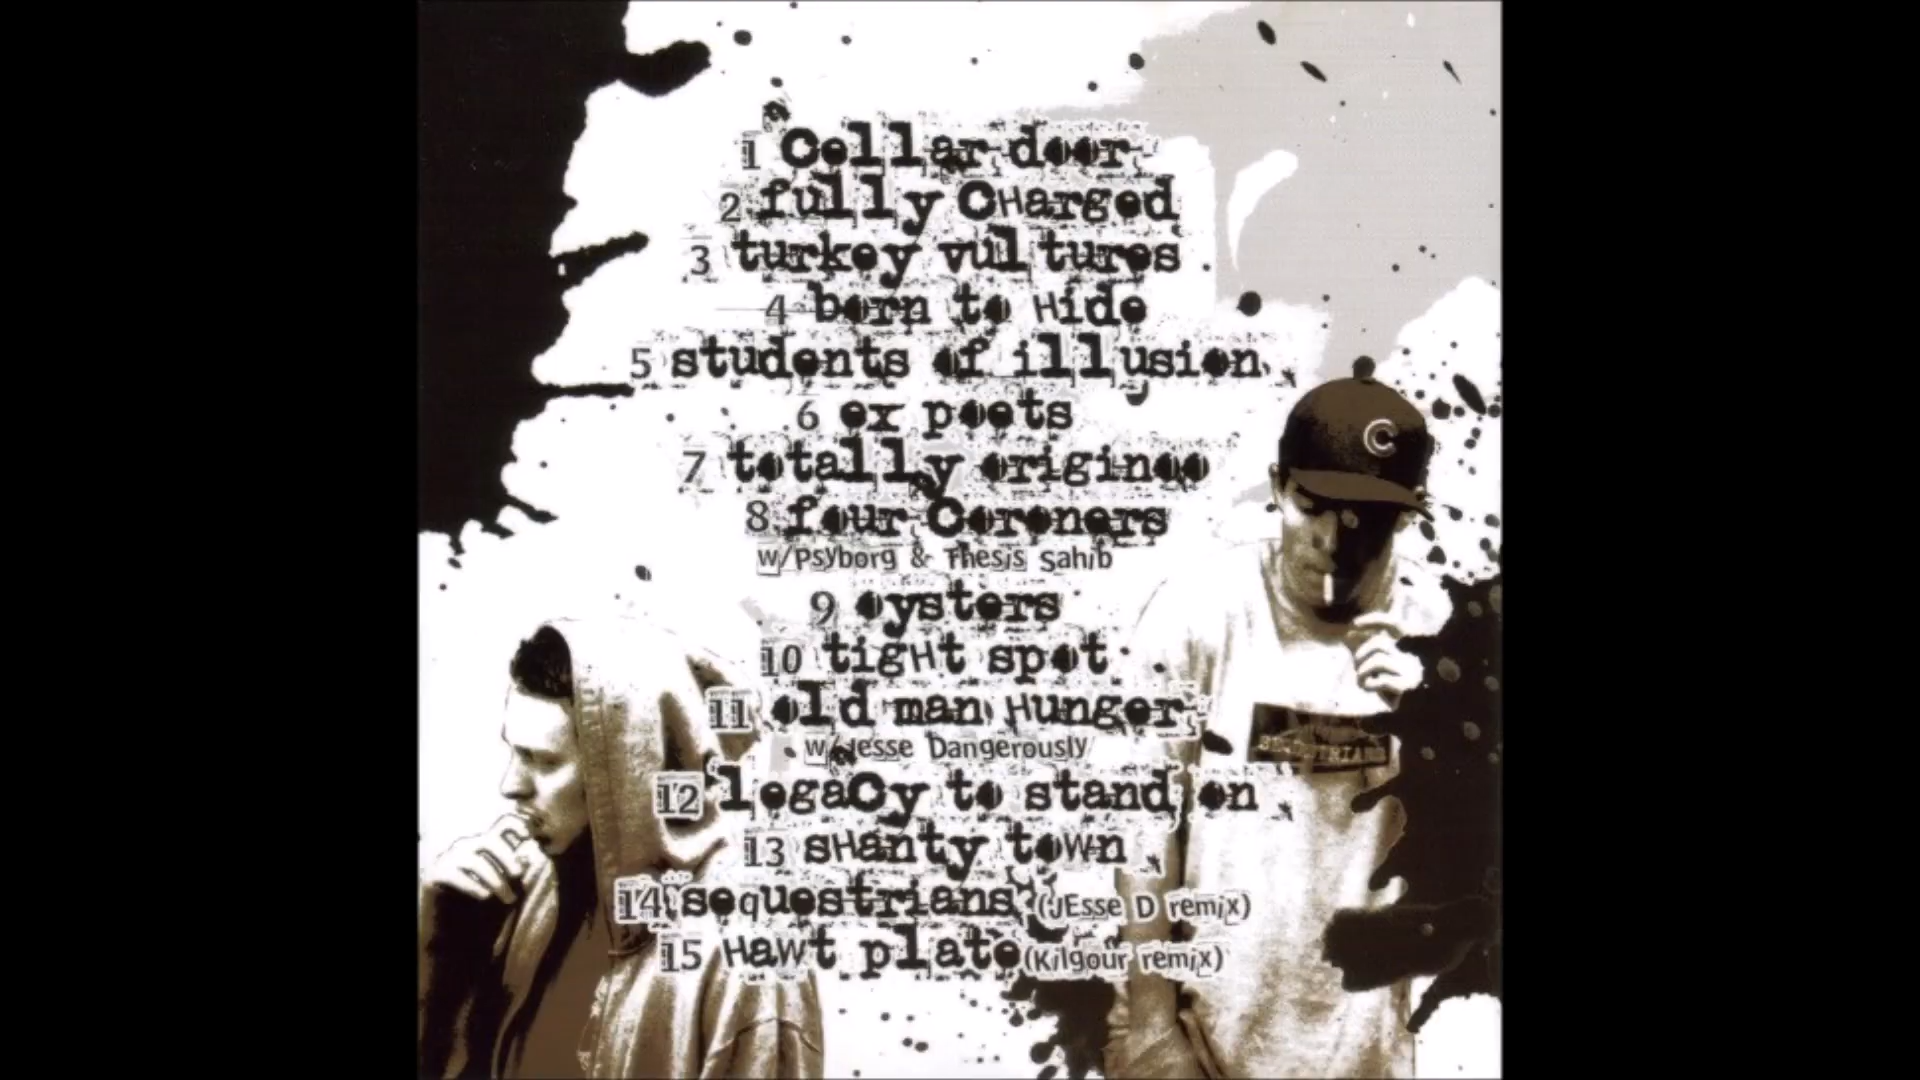 1 Cellar door
2 fully CHarged
3 turkey vultures
4 born to Hide
5 students of illusion
6 ex poets
7 totally originoo
8 four Coroners
w/Psyborg & Thesis Sahib
9 oysters
10 tigHt spot
11 old man Hunger
w/Jesse Dangerously
12 legaCy to stand on
13 sHanty toWn
14 sequestrians (JEsse D remix)
15 HaWt plate (Kilgour remix)
C